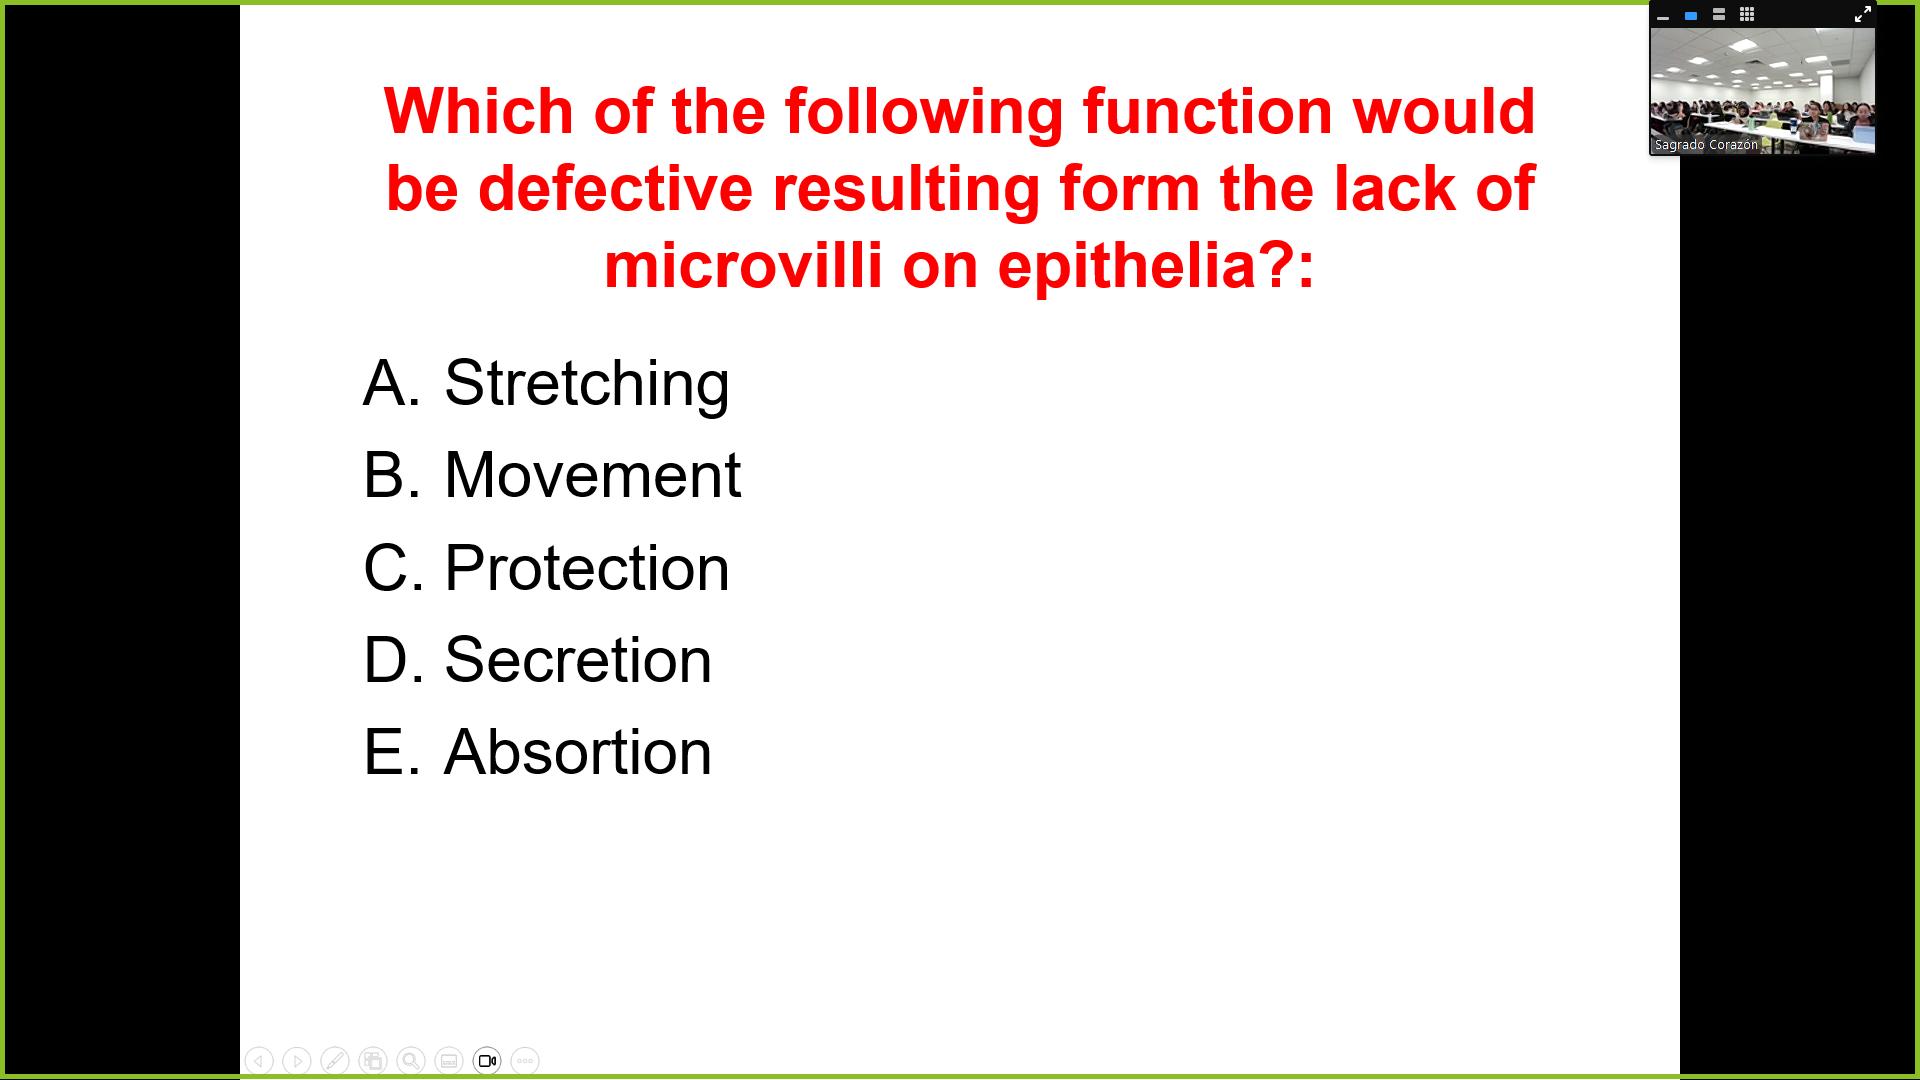 Which of the following function would
be defective resulting form the lack of
microvilli on epithelia?:
A. Stretching
B. Movement
C. Protection
D. Secretion
E. Absortion
Sagrado Corazón